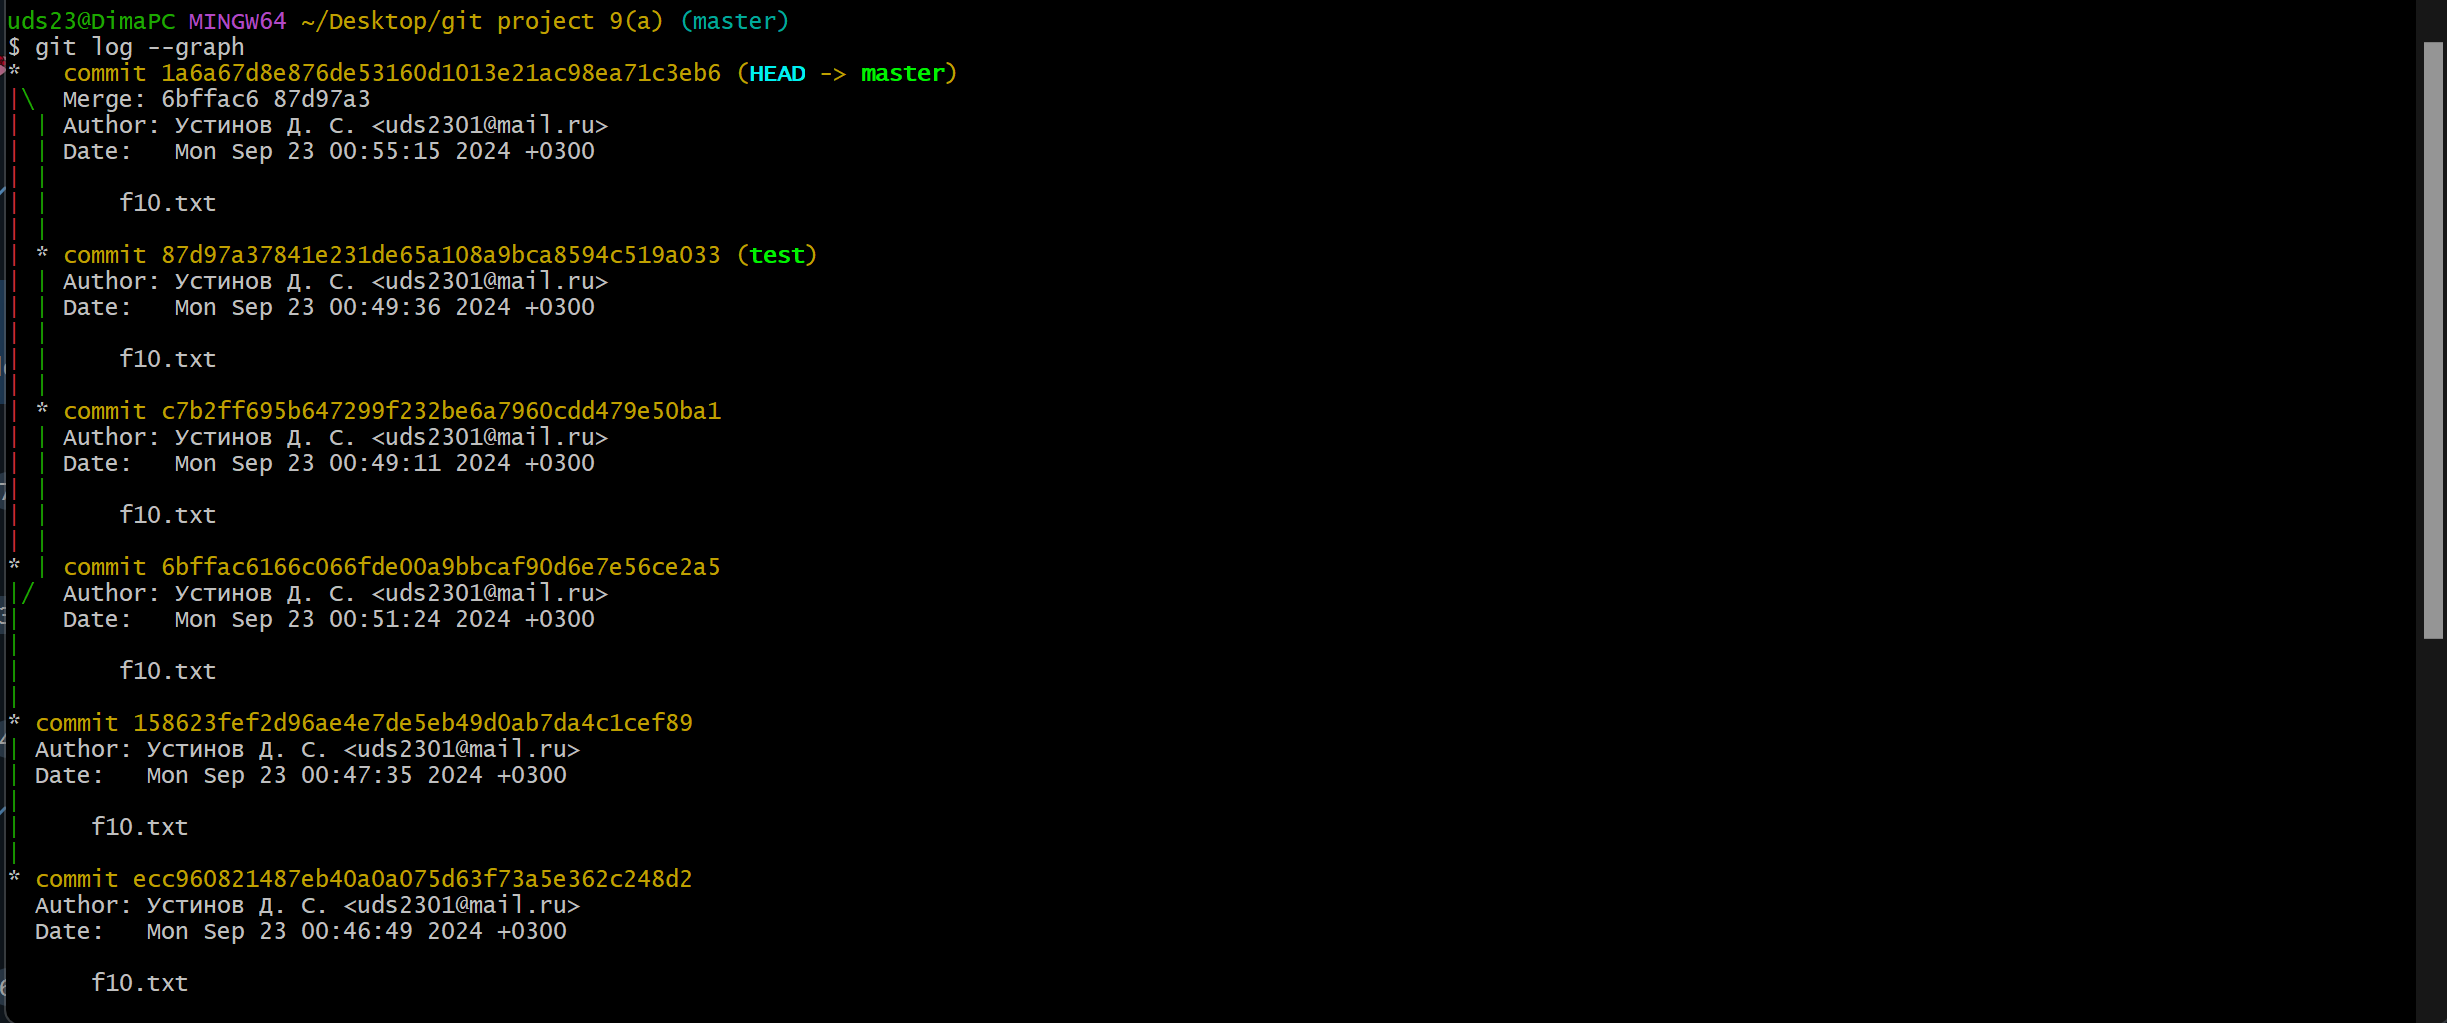 uds23@DimaPC MINGW64 ~/Desktop/git project 9(a) (master)
$ git log --graph
*   commit 1a6a67d8e876de53160d1013e21ac98ea71c3eb6 (HEAD -> master)
|\  Merge: 6bffac6 87d97a3
| | Author: Устинов Д. С. <uds2301@mail.ru>
| | Date:   Mon Sep 23 00:55:15 2024 +0300
| |
| |     f10.txt
| |
| * commit 87d97a37841e231de65a108a9bca8594c519a033 (test)
| | Author: Устинов Д. С. <uds2301@mail.ru>
| | Date:   Mon Sep 23 00:49:36 2024 +0300
| |
| |     f10.txt
| |
| * commit c7b2ff695b647299f232be6a7960cdd479e50ba1
| | Author: Устинов Д. С. <uds2301@mail.ru>
| | Date:   Mon Sep 23 00:49:11 2024 +0300
| |
| |     f10.txt
| |
* | commit 6bffac6166c066fde00a9bbcaf90d6e7e56ce2a5
|/  Author: Устинов Д. С. <uds2301@mail.ru>
|   Date:   Mon Sep 23 00:51:24 2024 +0300
|
|       f10.txt
|
* commit 158623fef2d96ae4e7de5eb49d0ab7da4c1cef89
| Author: Устинов Д. С. <uds2301@mail.ru>
| Date:   Mon Sep 23 00:47:35 2024 +0300
|
|     f10.txt
|
* commit ecc960821487eb40a0a075d63f73a5e362c248d2
  Author: Устинов Д. С. <uds2301@mail.ru>
  Date:   Mon Sep 23 00:46:49 2024 +0300

      f10.txt